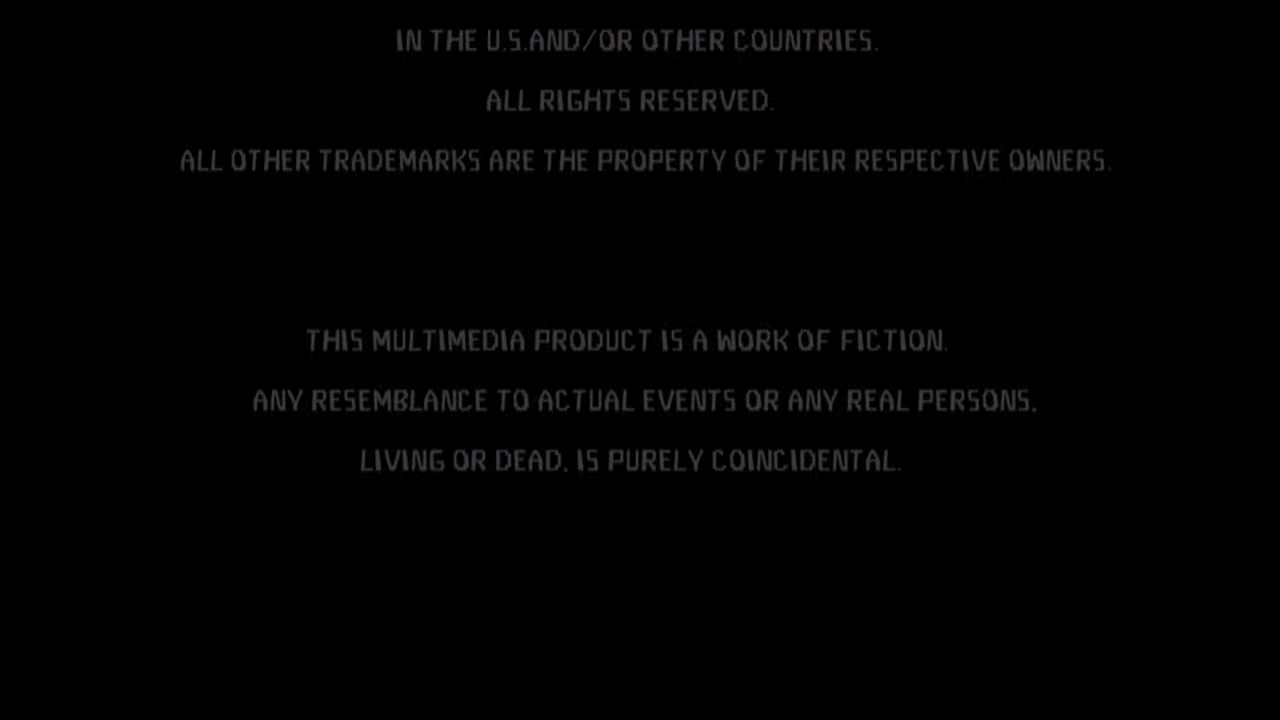 IN THE U.S.AND/OR OTHER COUNTRIES.
ALL RIGHTS RESERVED.
ALL OTHER TRADEMARKS ARE THE PROPERTY OF THEIR RESPECTIVE OWNERS.
THIS MULTIMEDIA PRODUCT IS A WORK OF FICTION.
ANY RESEMBLANCE TO ACTUAL EVENTS OR ANY REAL PERSONS,
LIVING OR DEAD, IS PURELY COINCIDENTAL.